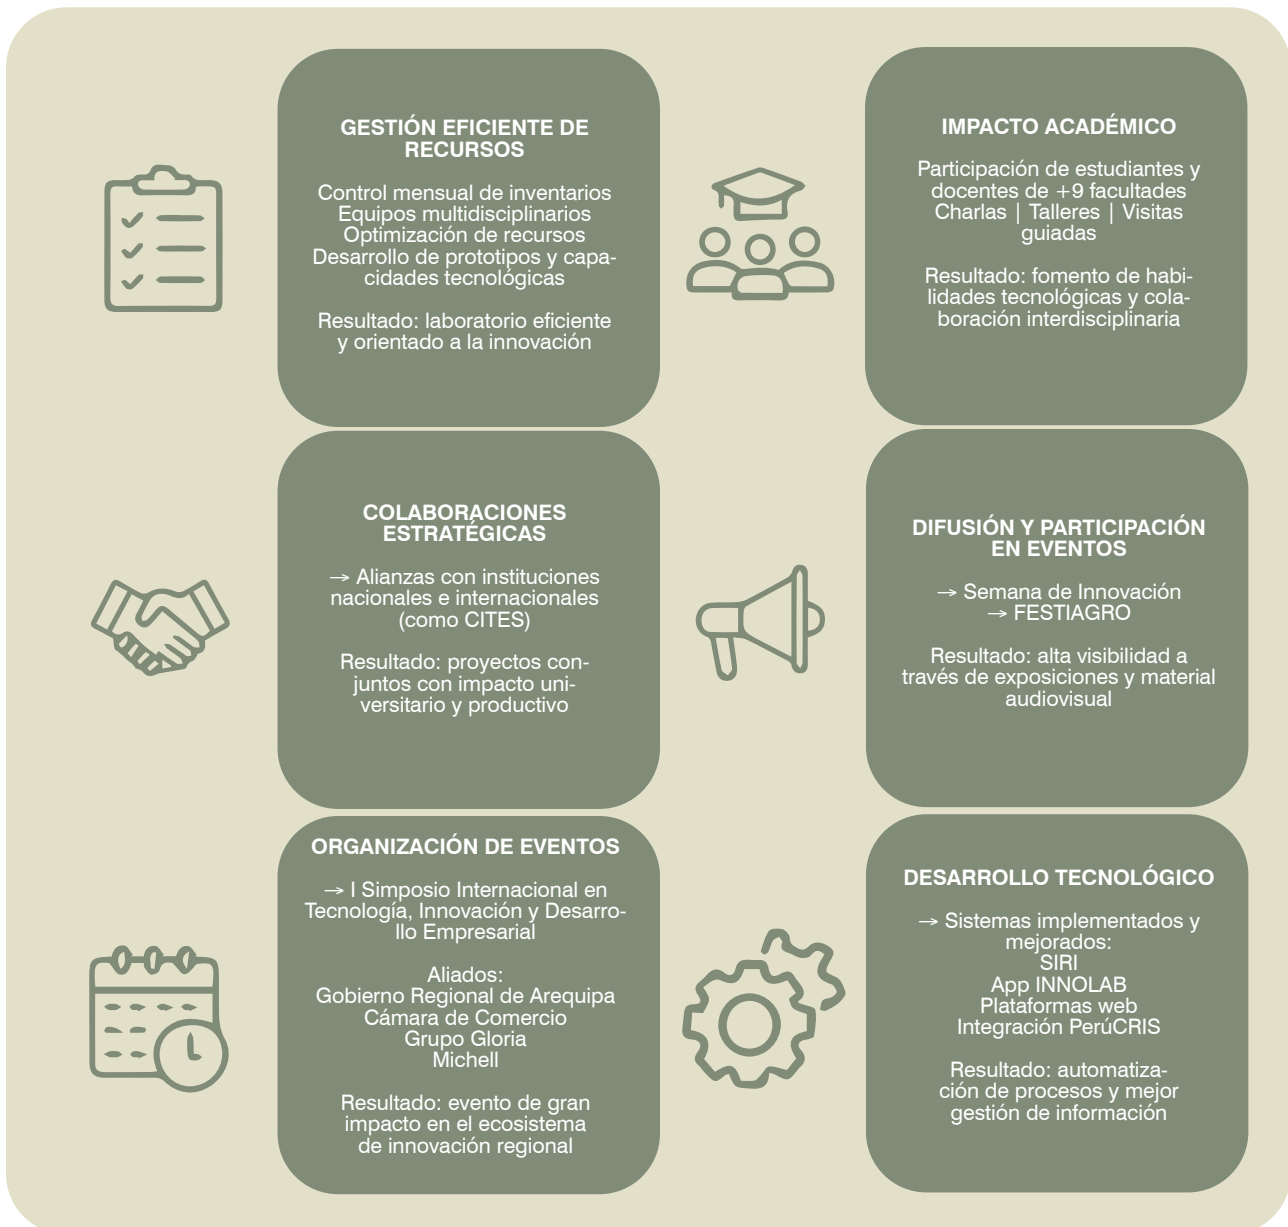 GESTIÓN EFICIENTE DE
RECURSOS
Control mensual de inventarios
Equipos multidisciplinarios
Optimización de recursos
Desarrollo de prototipos y capa-
cidades tecnológicas
Resultado: laboratorio eficiente
y orientado a la innovación
IMPACTO ACADÉMICO
Participación de estudiantes y
docentes de +9 facultades
Charlas | Talleres | Visitas
guiadas
Resultado: fomento de habi-
lidades tecnológicas y cola-
boración interdisciplinaria
COLABORACIONES
ESTRATÉGICAS
→ Alianzas con instituciones
nacionales e internacionales
(como CITES)
Resultado: proyectos con-
juntos con impacto uni-
versitario y productivo
DIFUSIÓN Y PARTICIPACIÓN
EN EVENTOS
→ Semana de Innovación
→ FESTIAGRO
Resultado: alta visibilidad a
través de exposiciones y material
audiovisual
ORGANIZACIÓN DE EVENTOS
→ I Simposio Internacional en
Tecnología, Innovación y Desarro-
llo Empresarial
Aliados:
Gobierno Regional de Arequipa
Cámara de Comercio
Grupo Gloria
Michell
Resultado: evento de gran
impacto en el ecosistema
de innovación regional
DESARROLLO TECNOLÓGICO
→ Sistemas implementados y
mejorados:
SIRI
App INNOLAB
Plataformas web
Integración PerúCRIS
Resultado: automatiza-
ción de procesos y mejor
gestión de información